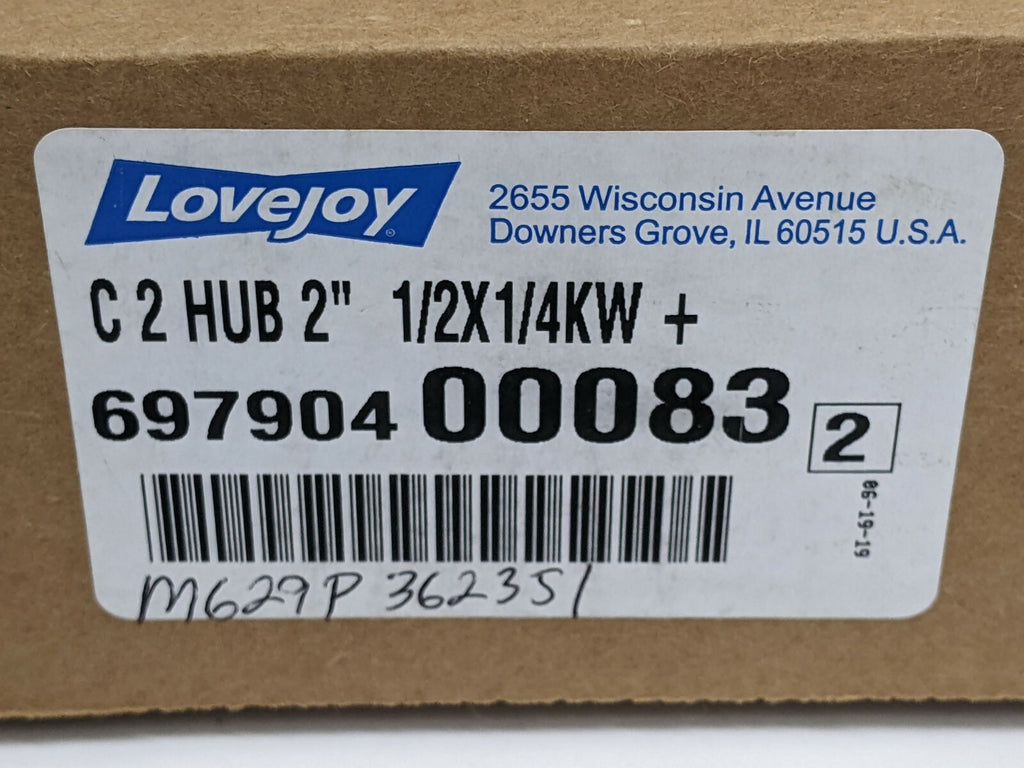 Lovejoy®
2655 Wisconsin Avenue
Downers Grove, IL 60515 U.S.A.
C 2 HUB 2" 1/2X1/4KW +
697904 00083
2
06-19-19
M629P 362351